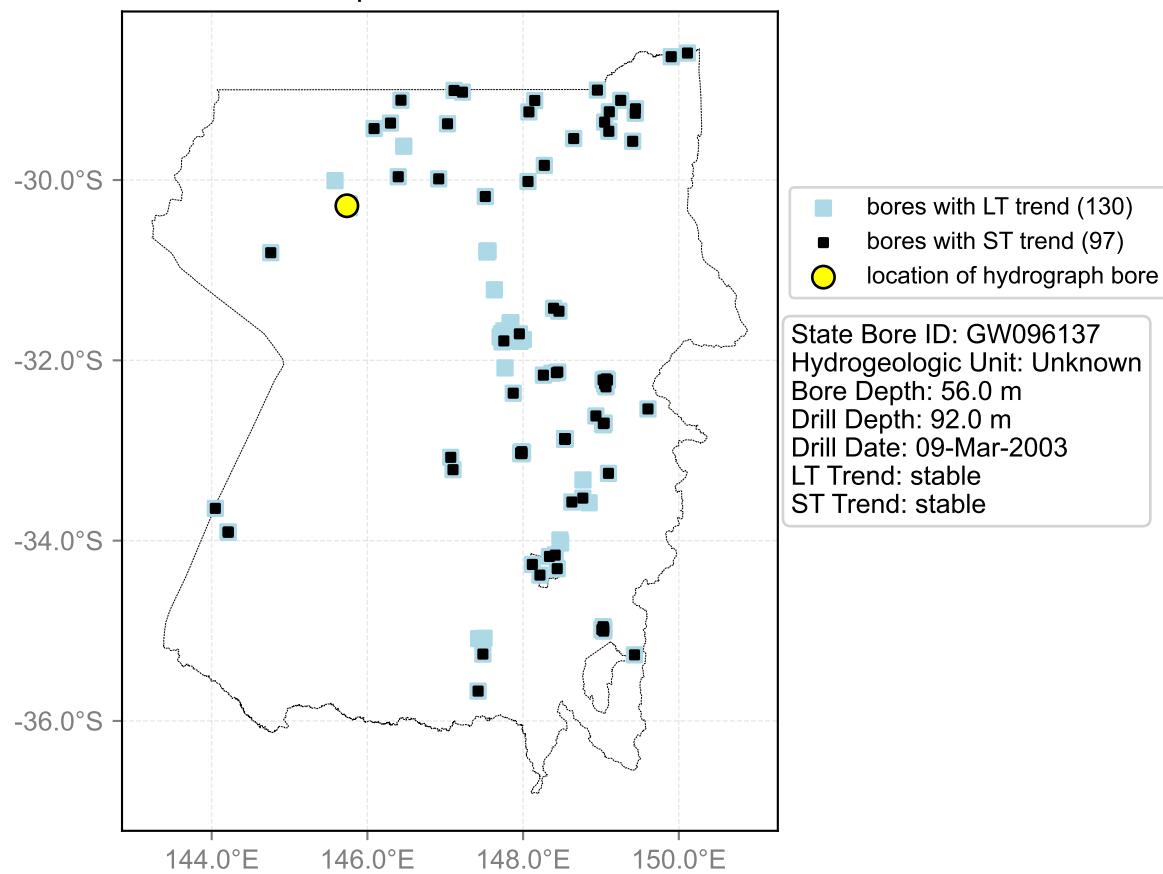 -30.0°S
-32.0°S
-34.0°S
-36.0°S
144.0°E
146.0°E
148.0°E
150.0°E
bores with LT trend (130)
bores with ST trend (97)
location of hydrograph bore
State Bore ID: GW096137
Hydrogeologic Unit: Unknown
Bore Depth: 56.0 m
Drill Depth: 92.0 m
Drill Date: 09-Mar-2003
LT Trend: stable
ST Trend: stable